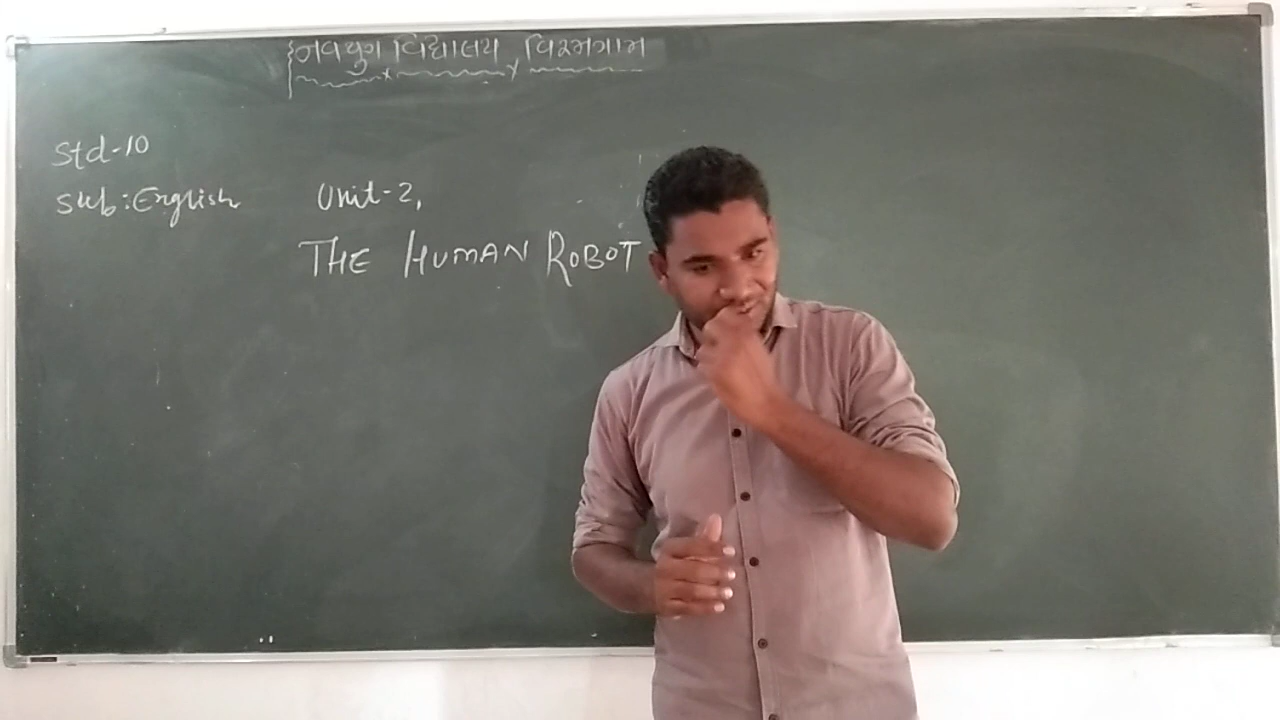 નવયુગ વિદ્યાલય, વિરમગામ
Std-10
Sub:English
Unit-2,
THE HUMAN ROBOT